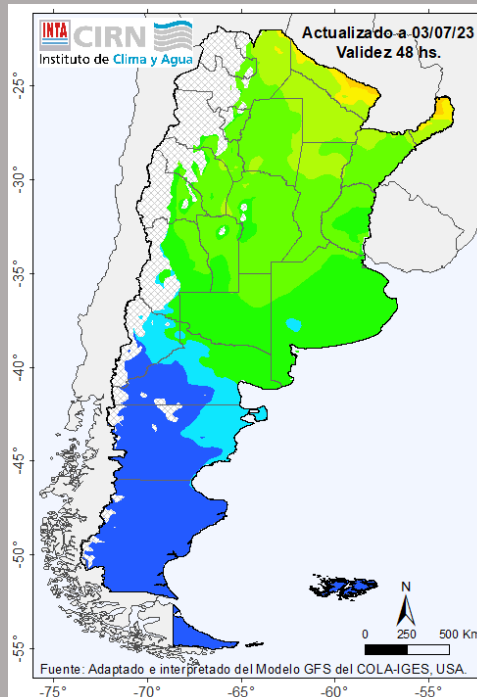 INTA CIRN
Instituto de Clima y Agua
Actualizado a 03/07/23
Validez 48 hs.
-25°
-30°
-35°
-40°
-45°
-50°
-55°
N
0 250 500 Km
Fuente: Adaptado e interpretado del Modelo GFS del COLA-IGES, USA.
-75° -70° -65° -60° -55°